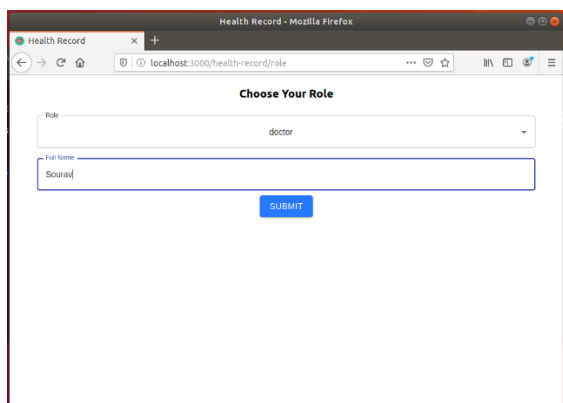 Health Record - Mozilla Firefox
Health Record
localhost:3000/health-record/role
Choose Your Role
Role
doctor
Full Name
Sourav
SUBMIT